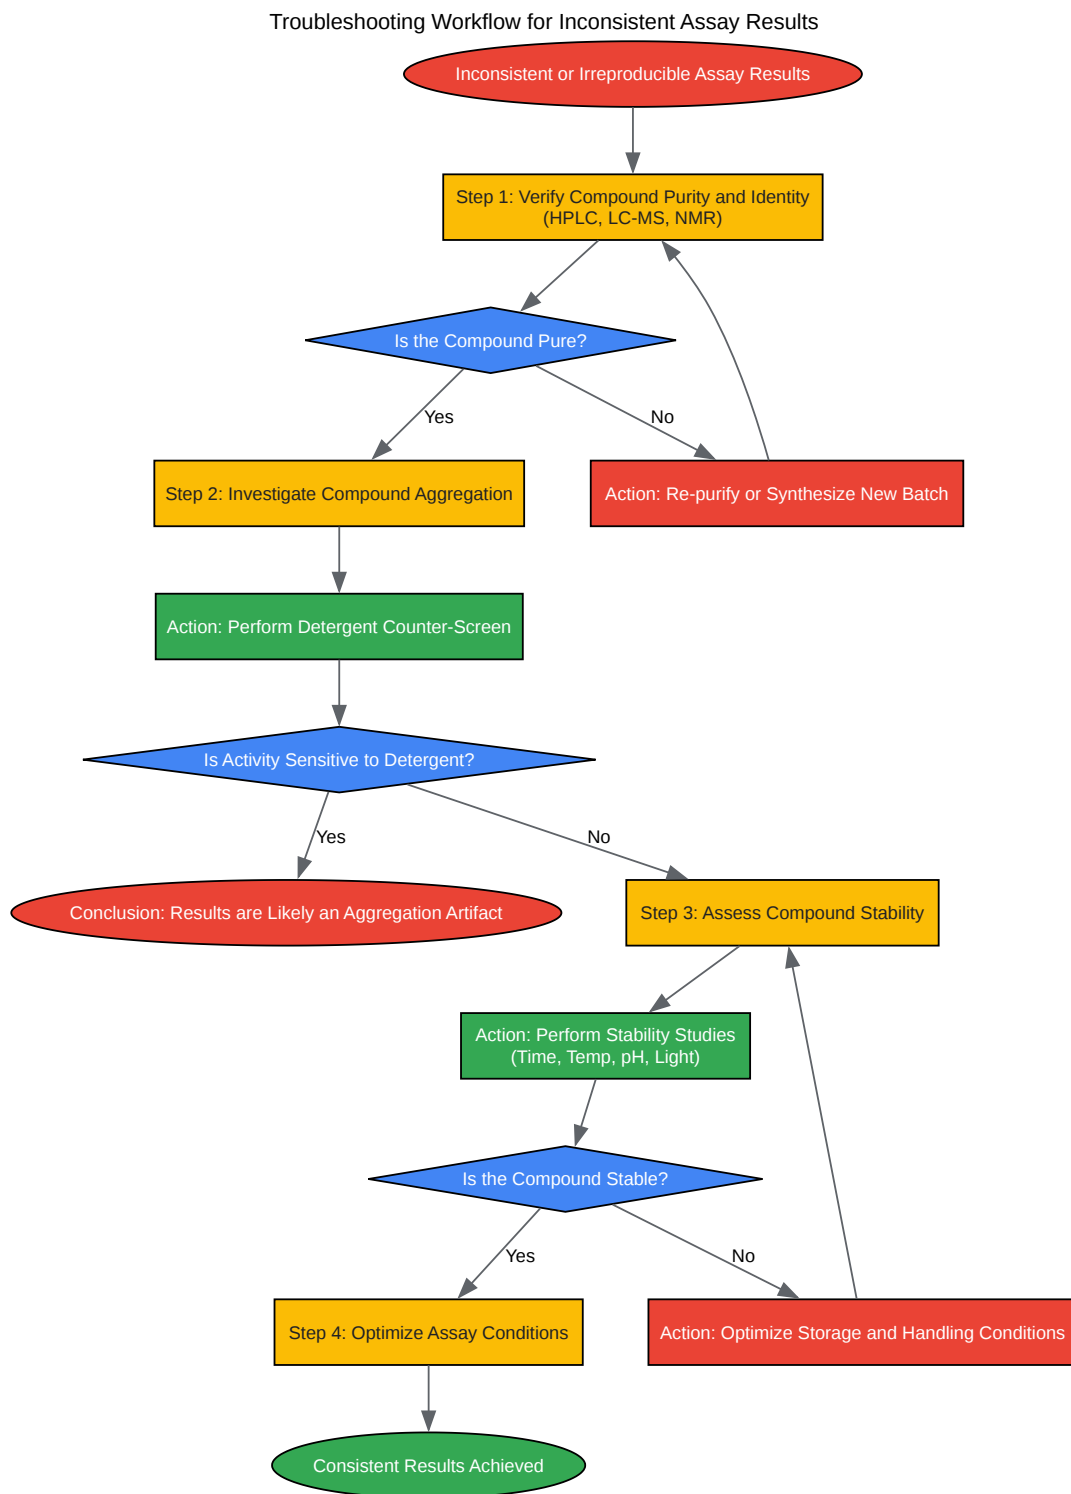 Troubleshooting Workflow for Inconsistent Assay Results
Inconsistent or Irreproducible Assay Results
Step 1: Verify Compound Purity and Identity
(HPLC, LC-MS, NMR)
Is the Compound Pure?
Yes
No
Step 2: Investigate Compound Aggregation
Action: Re-purify or Synthesize New Batch
Action: Perform Detergent Counter-Screen
Is Activity Sensitive to Detergent?
Yes
No
Conclusion: Results are Likely an Aggregation Artifact
Step 3: Assess Compound Stability
Action: Perform Stability Studies
(Time, Temp, pH, Light)
Is the Compound Stable?
Yes
No
Step 4: Optimize Assay Conditions
Action: Optimize Storage and Handling Conditions
Consistent Results Achieved